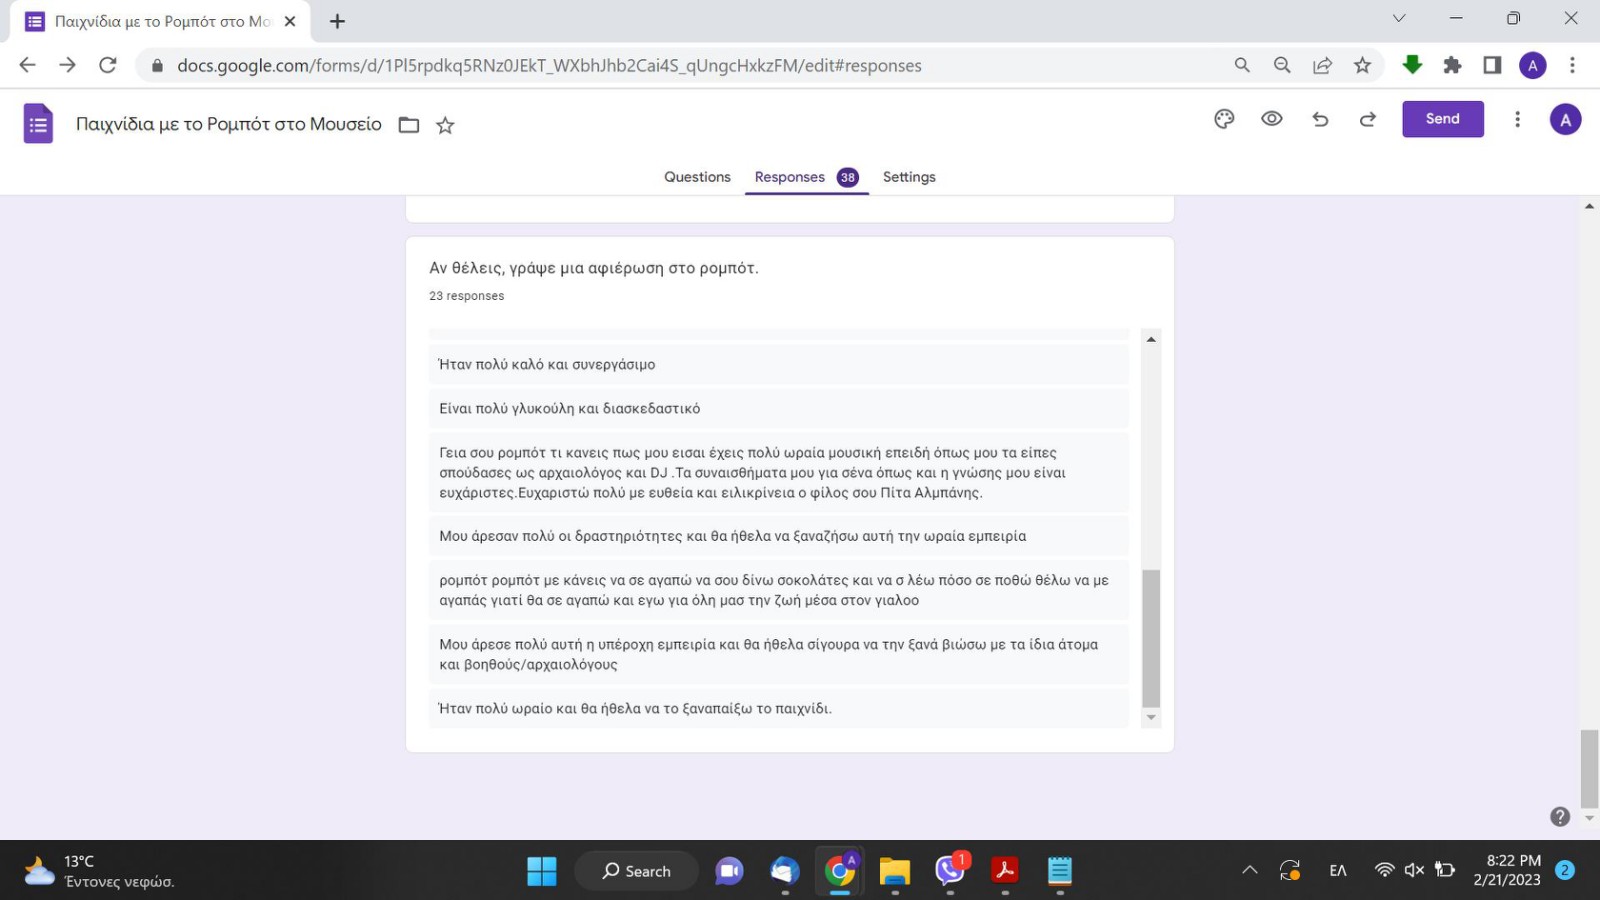 Παιχνίδια με το Ρομπότ στο Μο
docs.google.com/forms/d/1Pl5rpdkq5RNz0JEkT_WXbhJhb2Cai4S_qUngcHxkzFM/edit#responses
A
Παιχνίδια με το Ρομπότ στο Μουσείο
Send
A
Questions
Responses 38
Settings
Αν θέλεις, γράψε μια αφιέρωση στο ρομπότ.
23 responses
Ήταν πολύ καλό και συνεργάσιμο
Είναι πολύ γλυκούλη και διασκεδαστικό
Γεια σου ρομπότ τι κανεις πως μου εισαι έχεις πολύ ωραία μουσική επειδή όπως μου τα είπες
σπούδασες ως αρχαιολόγος και DJ .Τα συναισθήματα μου για σένα όπως και η γνώσης μου είναι
ευχάριστες.Ευχαριστώ πολύ με ευθεία και ειλικρίνεια ο φίλος σου Πίτα Αλμπάνης.
Μου άρεσαν πολύ οι δραστηριότητες και θα ήθελα να ξαναζήσω αυτή την ωραία εμπειρία
ρομπότ ρομπότ με κάνεις να σε αγαπώ να σου δίνω σοκολάτες και να σ λέω πόσο σε ποθώ θέλω να με
αγαπάς γιατί θα σε αγαπώ και εγω για όλη μασ την ζωή μέσα στον γιαλοο
Μου άρεσε πολύ αυτή η υπέροχη εμπειρία και θα ήθελα σίγουρα να την ξανά βιώσω με τα ίδια άτομα
και βοηθούς/αρχαιολόγους
Ήταν πολύ ωραίο και θα ήθελα να το ξαναπαίξω το παιχνίδι.
13°C
Έντονες νεφώσ.
Search
A
1
ΕΛ
8:22 PM
2/21/2023
2